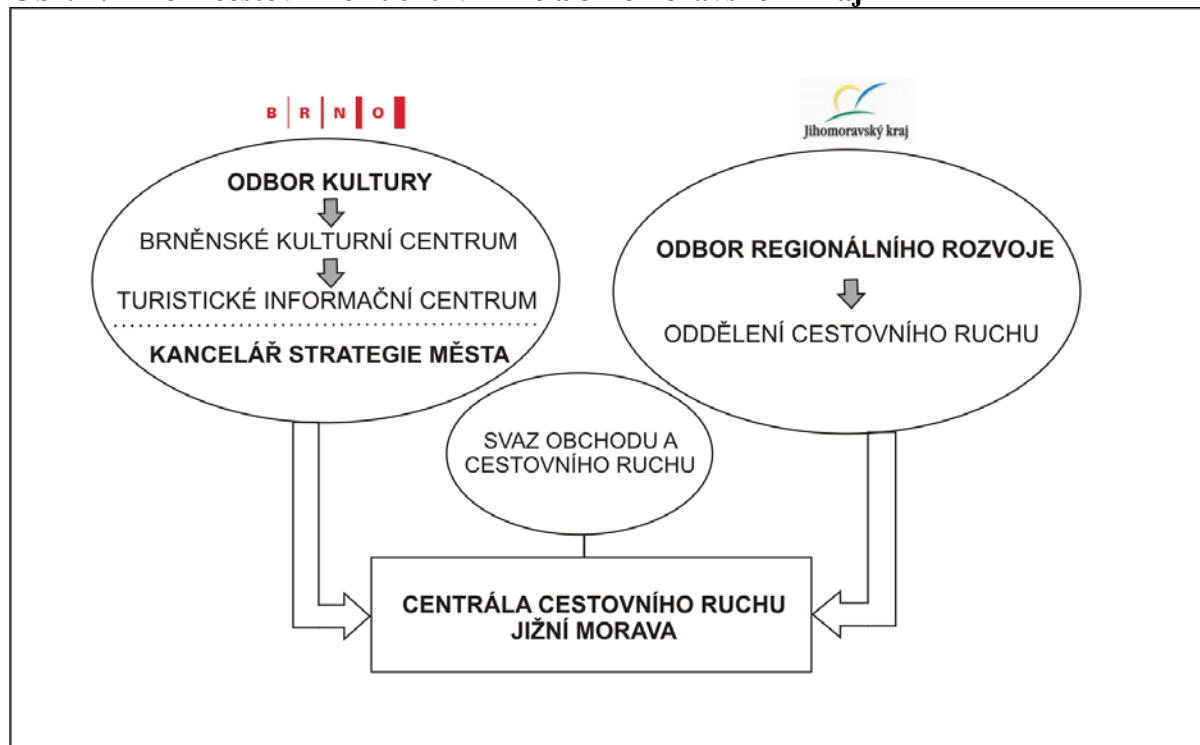 B R N O
Jihomoravský kraj
ODBOR KULTURY
BRNĚNSKÉ KULTURNÍ CENTRUM
TURISTICKÉ INFORMAČNÍ CENTRUM
KANCELÁŘ STRATEGIE MĚSTA
ODBOR REGIONÁLNÍHO ROZVOJE
ODDĚLENÍ CESTOVNÍHO RUCHU
SVAZ OBCHODU A
CESTOVNÍHO RUCHU
CENTRÁLA CESTOVNÍHO RUCHU
JIŽNÍ MORAVA